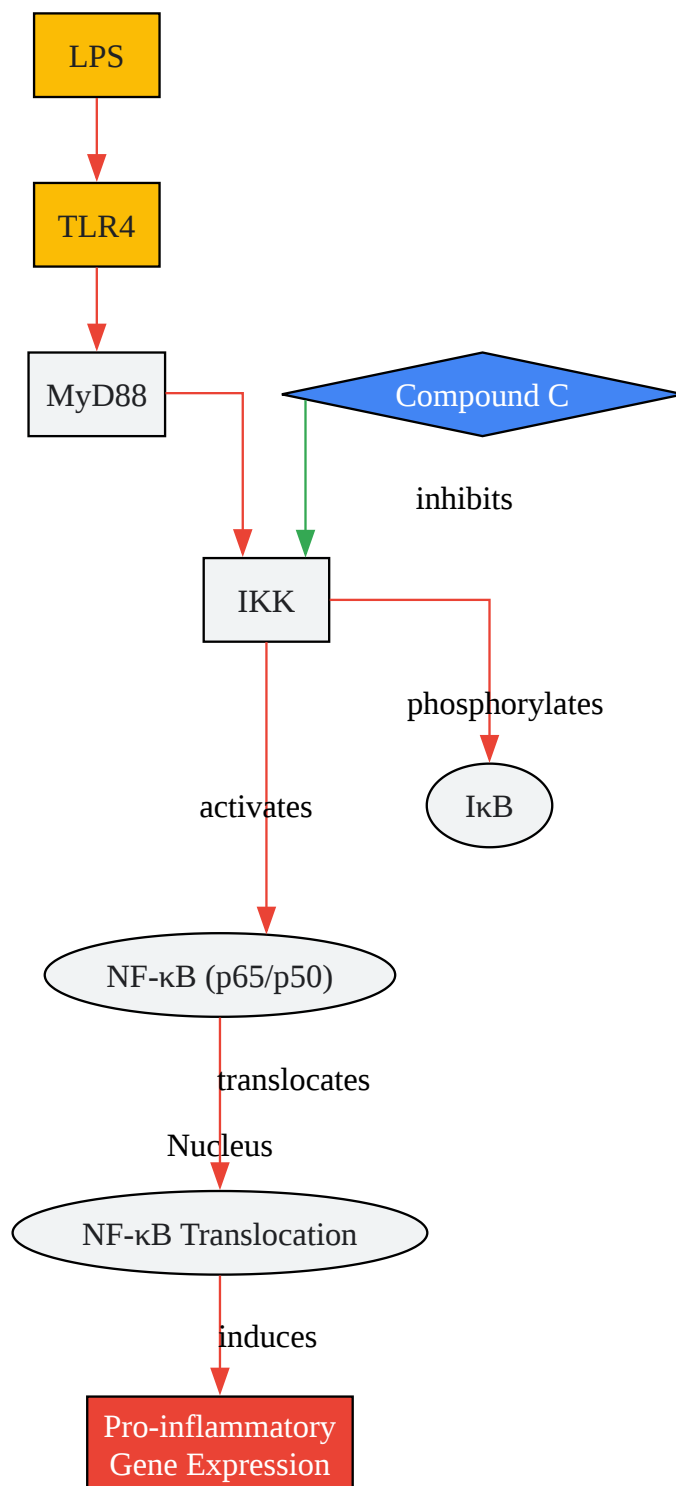 LPS
TLR4
MyD88
Compound C
inhibits
IKK
phosphorylates
activates
IκB
NF-κB (p65/p50)
translocates
Nucleus
NF-κB Translocation
induces
Pro-inflammatory
Gene Expression